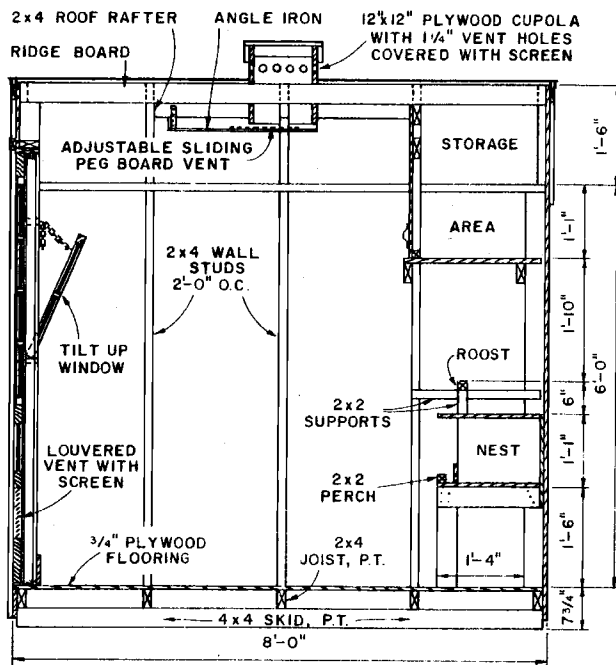 2x4 ROOF RAFTER
ANGLE IRON
12"x12" PLYWOOD CUPOLA
WITH 1¼" VENT HOLES
COVERED WITH SCREEN
RIDGE BOARD
ADJUSTABLE SLIDING
PEG BOARD VENT
STORAGE
AREA
1'-6"
1'-1"
2x4 WALL
STUDS
2'-0" O.C.
1'-10"
TILT UP
WINDOW
ROOST
6'-0"
6"
2x2
SUPPORTS
NEST
1'-1"
LOUVERED
VENT WITH
SCREEN
2x2
PERCH
3/4" PLYWOOD
FLOORING
2x4
JOIST, P.T.
1'-4"
1'-6"
4x4 SKID, P.T.
7 3/4"
8'-0"